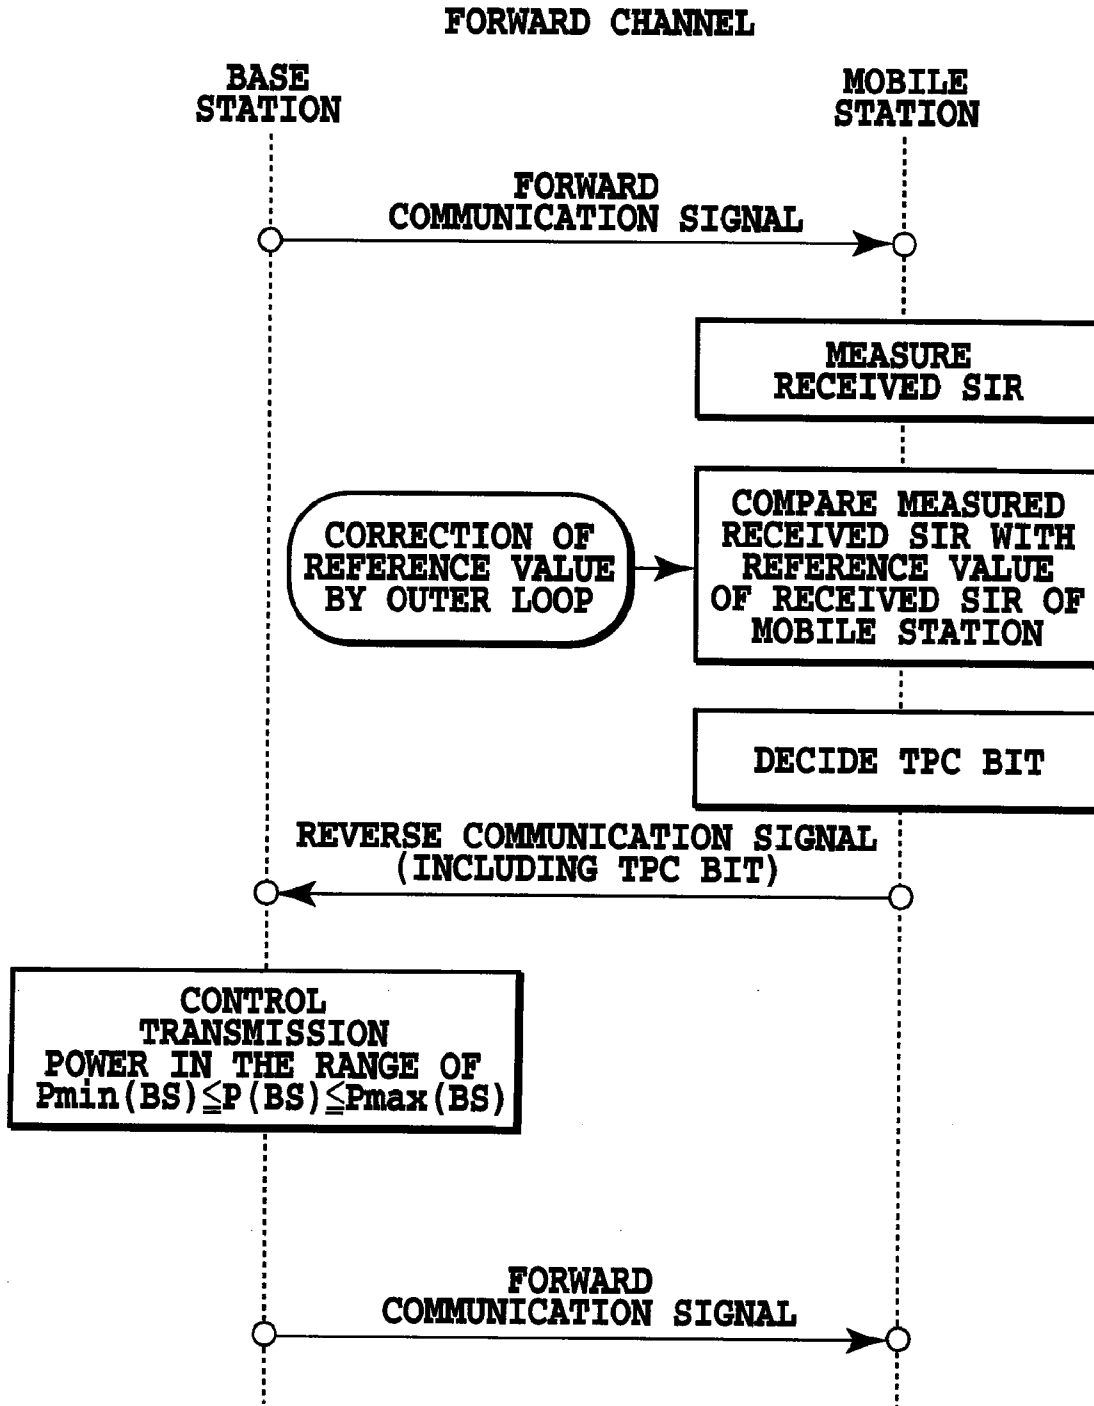 FORWARD CHANNEL
BASE
STATION
MOBILE
STATION
FORWARD
COMMUNICATION SIGNAL
MEASURE
RECEIVED SIR
CORRECTION OF
REFERENCE VALUE
BY OUTER LOOP
COMPARE MEASURED
RECEIVED SIR WITH
REFERENCE VALUE
OF RECEIVED SIR OF
MOBILE STATION
DECIDE TPC BIT
REVERSE COMMUNICATION SIGNAL
(INCLUDING TPC BIT)
CONTROL
TRANSMISSION
POWER IN THE RANGE OF
Pmin(BS)≦P(BS)≦Pmax(BS)
FORWARD
COMMUNICATION SIGNAL